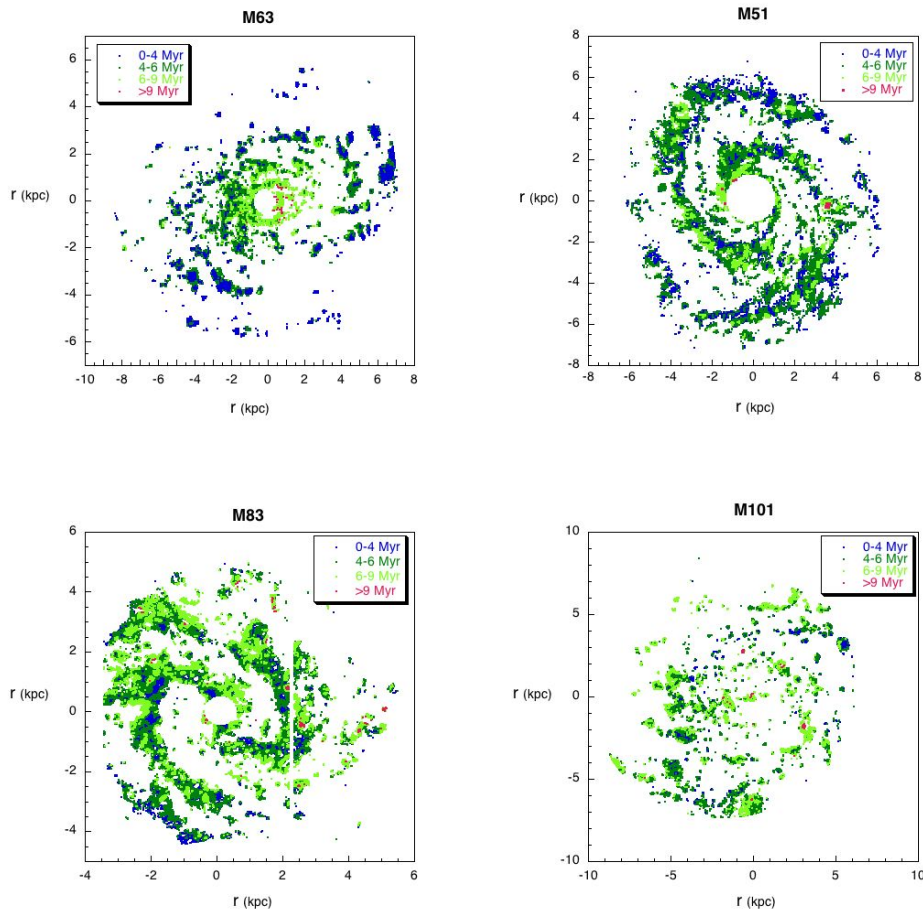 M63
0-4 Myr
4-6 Myr
6-9 Myr
>9 Myr
6
4
2
0
-2
-4
-6
r (kpc)
-10 -8 -6 -4 -2 0 2 4 6 8
r (kpc)
M51
0-4 Myr
4-6 Myr
6-9 Myr
>9 Myr
8
6
4
2
0
-2
-4
-6
-8
r (kpc)
-8 -6 -4 -2 0 2 4 6 8
r (kpc)
M83
0-4 Myr
4-6 Myr
6-9 Myr
>9 Myr
6
4
2
0
-2
-4
r (kpc)
-4 -2 0 2 4 6
r (kpc)
M101
0-4 Myr
4-6 Myr
6-9 Myr
>9 Myr
10
5
0
-5
-10
r (kpc)
-10 -5 0 5 10
r (kpc)